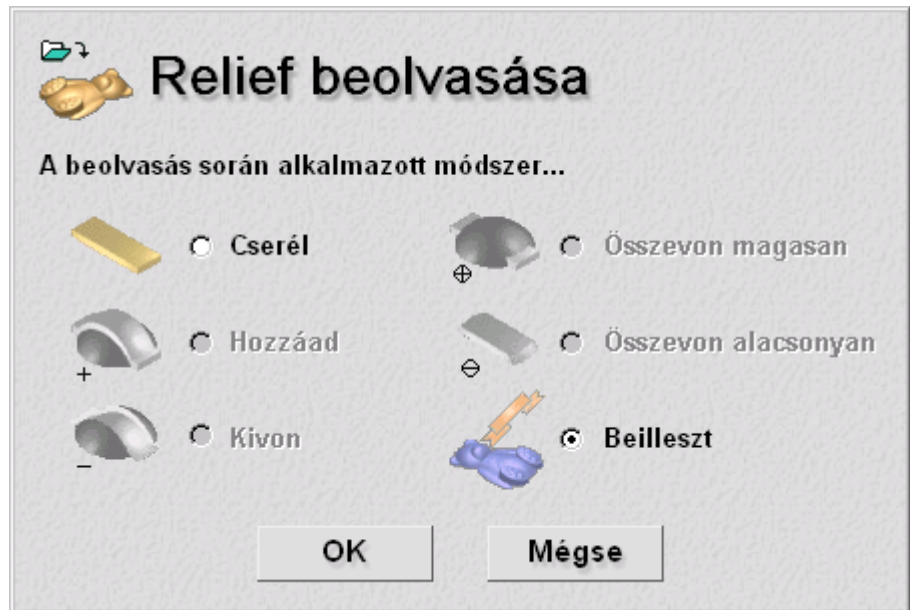 Relief beolvasása
A beolvasás során alkalmazott módszer...
Cserél
Összevon magasan
Hozzáad
Összevon alacsonyan
Kivon
Beilleszt
OK
Mégse